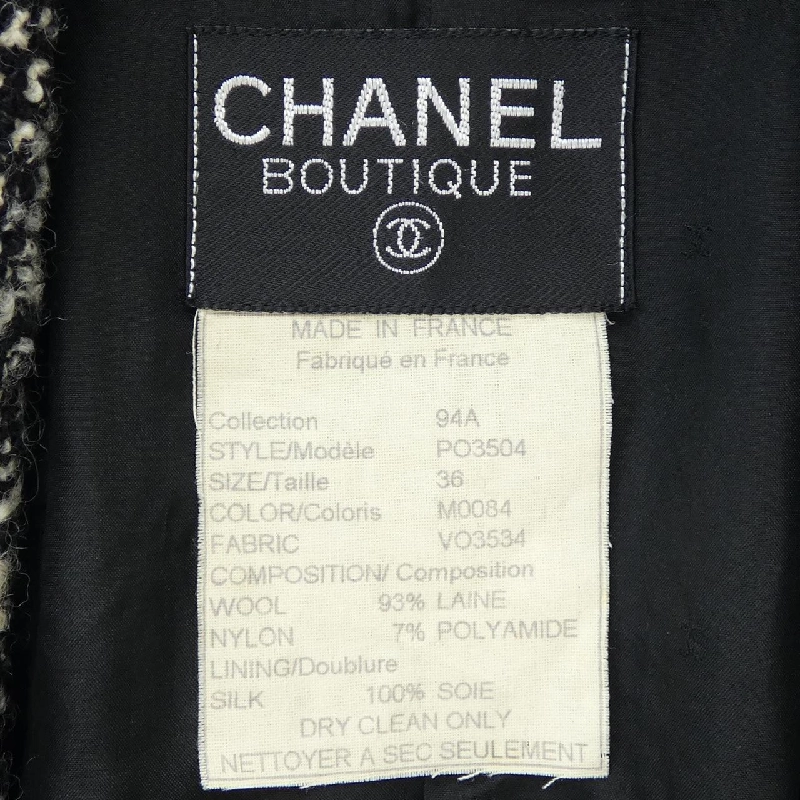 CHANEL
BOUTIQUE
MADE IN FRANCE
Fabriqué en France
Collection 94A
STYLE/Modèle PO3504
SIZE/Taille 36
COLOR/Coloris M0084
FABRIC VO3534
COMPOSITION/ Composition
WOOL 93% LAINE
NYLON 7% POLYAMIDE
LINING/Doublure
SILK 100% SOIE
DRY CLEAN ONLY
NETTOYER A SEC SEULEMENT